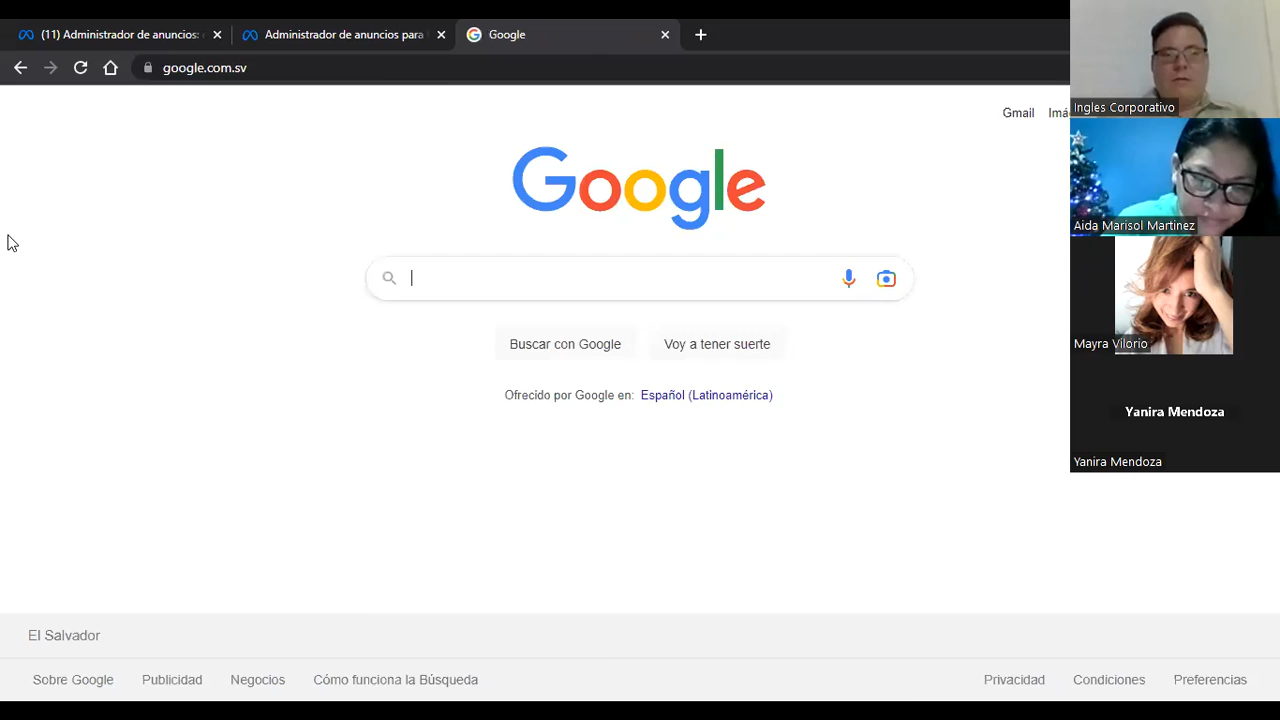 (11) Administrador de anuncios:
Administrador de anuncios para
Google
google.com.sv
Gmail
Google
Buscar con Google
Voy a tener suerte
Ofrecido por Google en: Español (Latinoamérica)
El Salvador
Sobre Google
Publicidad
Negocios
Cómo funciona la Búsqueda
Privacidad
Condiciones
Preferencias
Ingles Corporativo
Aida Marisol Martinez
Mayra Vilorio
Yanira Mendoza
Yanira Mendoza